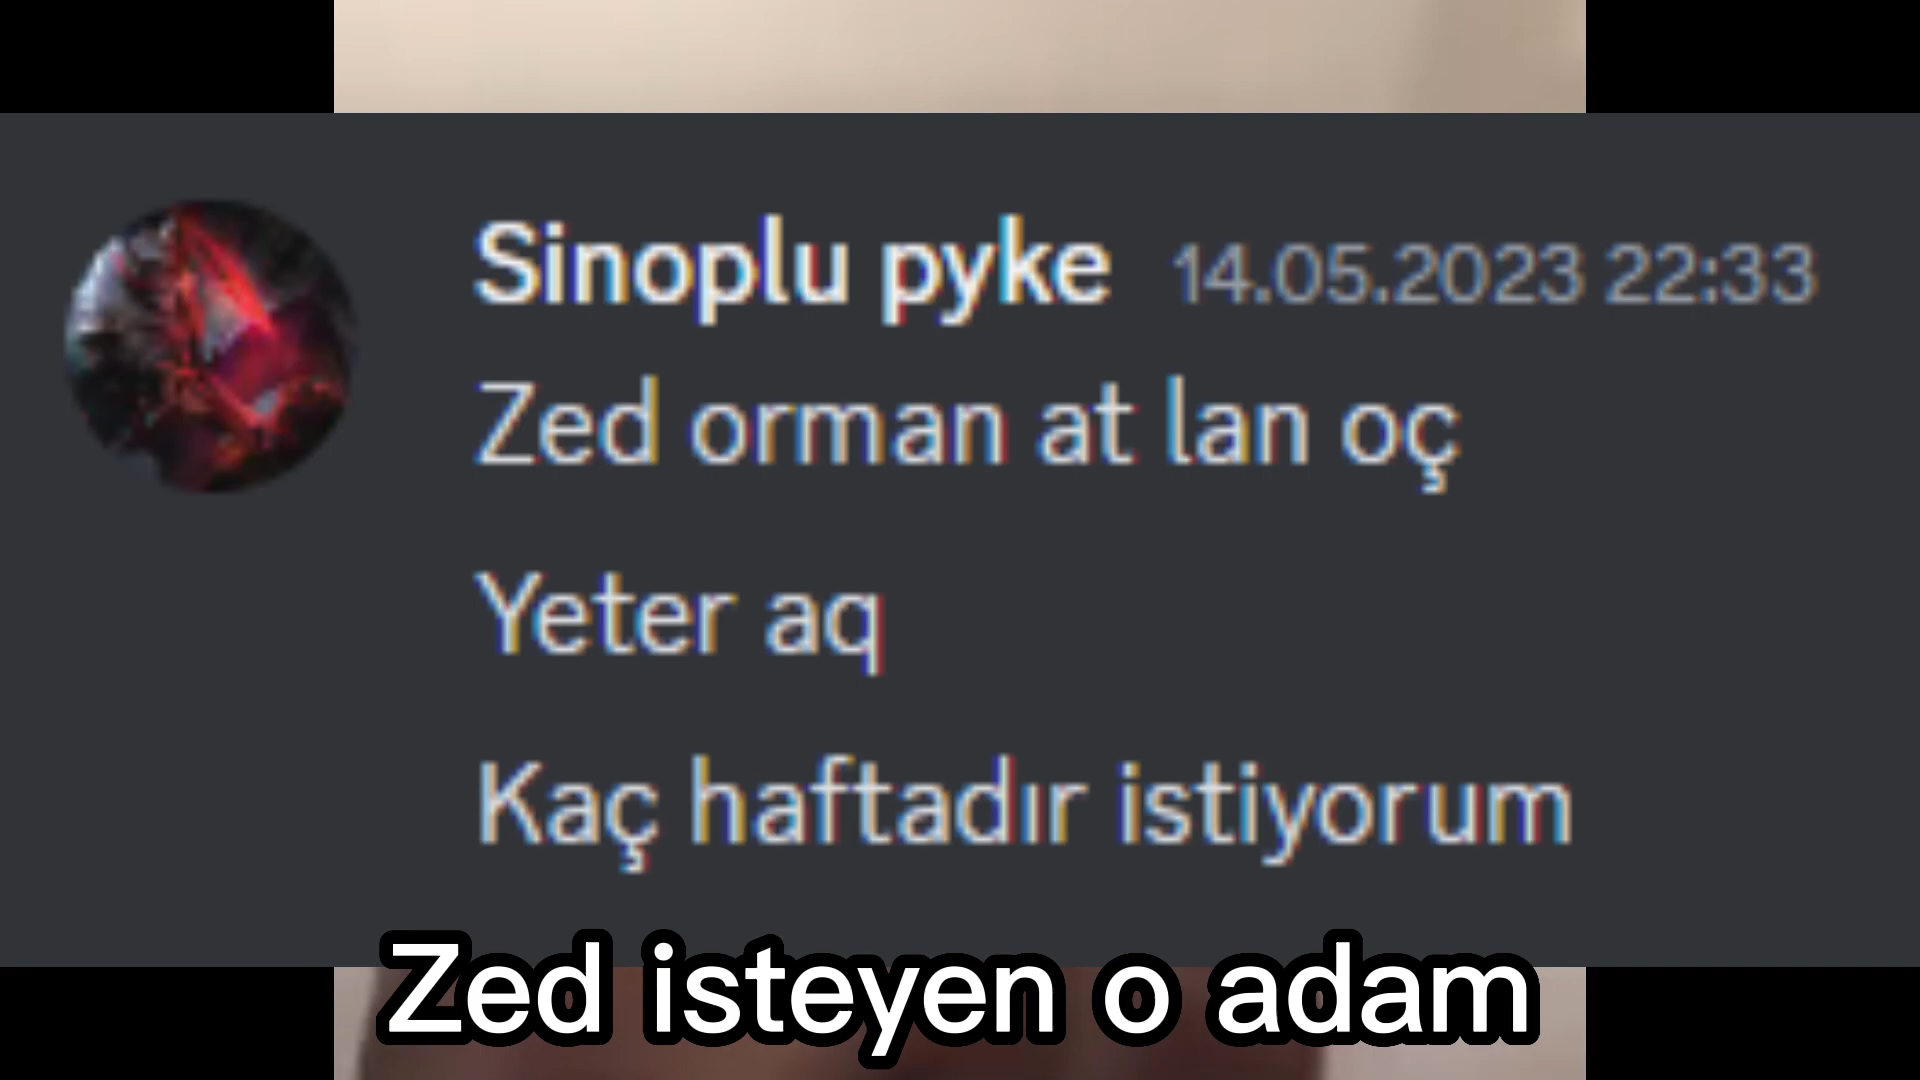 Sinoplu pyke 14.05.2023 22:33
Zed orman at lan oç
Yeter aq
Kaç haftadır istiyorum
Zed isteyen o adam